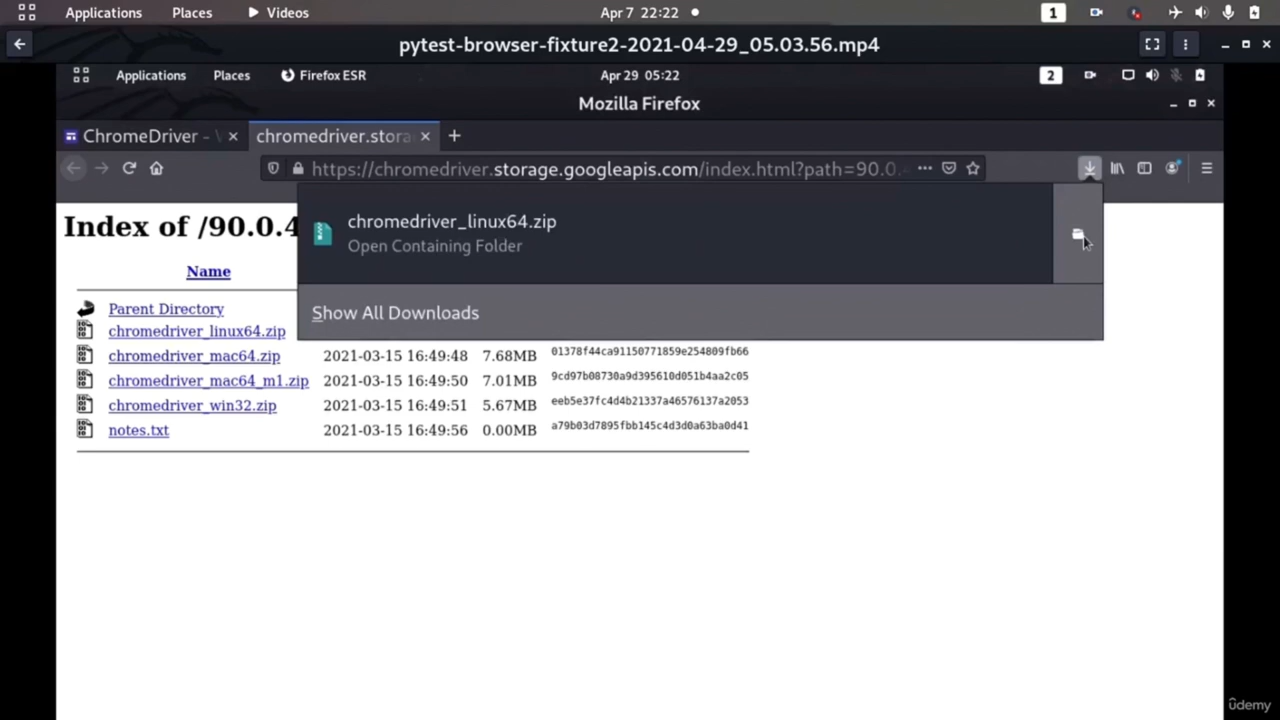 Applications Places Videos Apr 7 22:22 1
pytest-browser-fixture2-2021-04-29_05.03.56.mp4
Applications Places Firefox ESR Apr 29 05:22 2
Mozilla Firefox
ChromeDriver - chromedriver.stora
https://chromedriver.storage.googleapis.com/index.html?path=90.0.
chromedriver_linux64.zip
Open Containing Folder
Show All Downloads
Index of /90.0.4
Name
Parent Directory
chromedriver_linux64.zip
chromedriver_mac64.zip 2021-03-15 16:49:48 7.68MB 01378f44ca91150771859e254809fb66
chromedriver_mac64_m1.zip 2021-03-15 16:49:50 7.01MB 9cd97b08730a9d395610d051b4aa2c05
chromedriver_win32.zip 2021-03-15 16:49:51 5.67MB eeb5e37fc4d4b21337a46576137a2053
notes.txt 2021-03-15 16:49:56 0.00MB a79b03d7895fbb145c4d3d0a63ba0d41
ûdemy